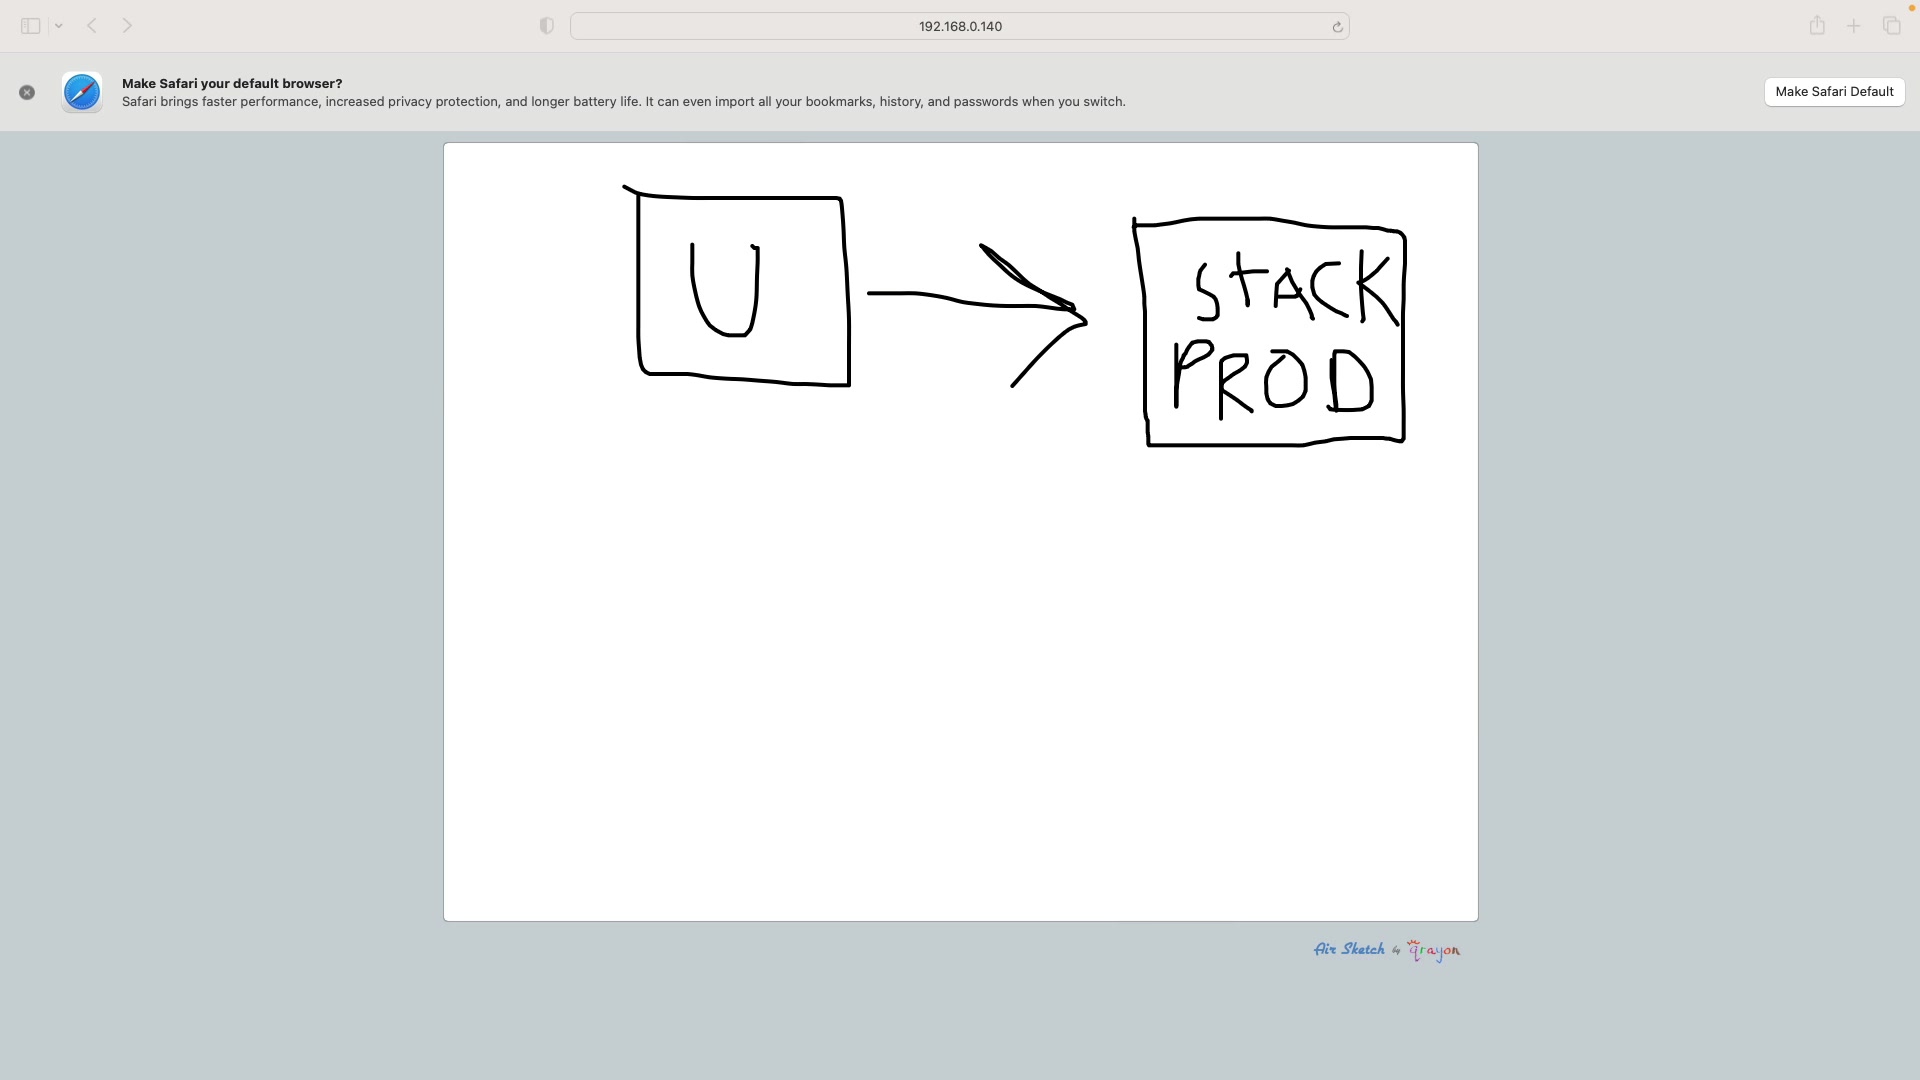 192.168.0.140
Make Safari your default browser?
Safari brings faster performance, increased privacy protection, and longer battery life. It can even import all your bookmarks, history, and passwords when you switch.
Make Safari Default
U
STACK
PROD
Air Sketch by qrayon